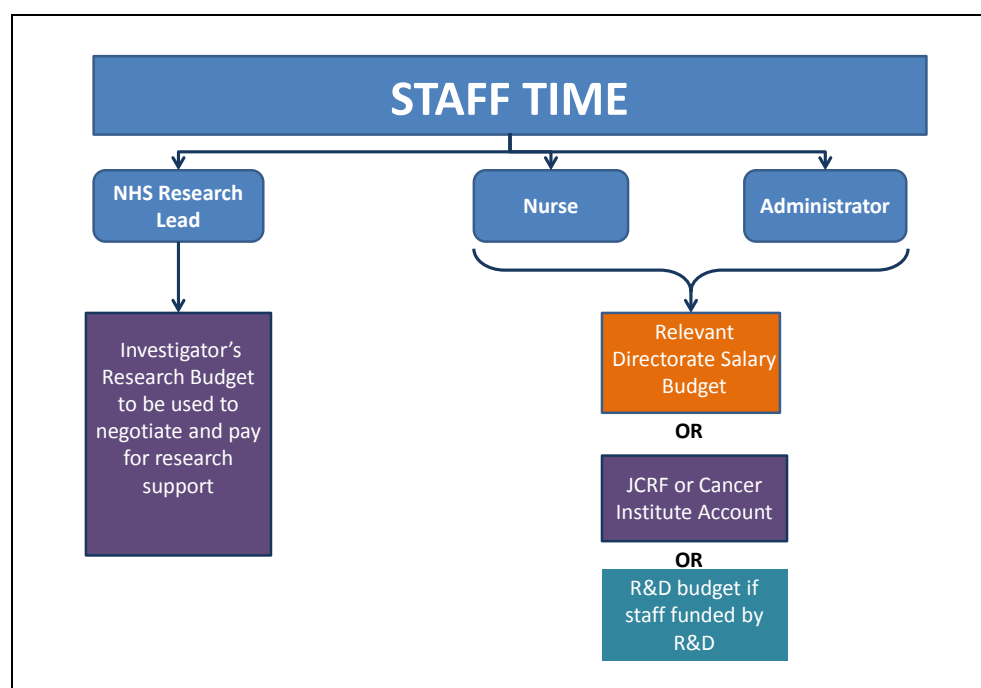 STAFF TIME
NHS Research
Lead
Nurse
Administrator
Investigator’s
Research Budget
to be used to
negotiate and pay
for research
support
Relevant
Directorate Salary
Budget
OR
JCRF or Cancer
Institute Account
OR
R&D budget if
staff funded by
R&D